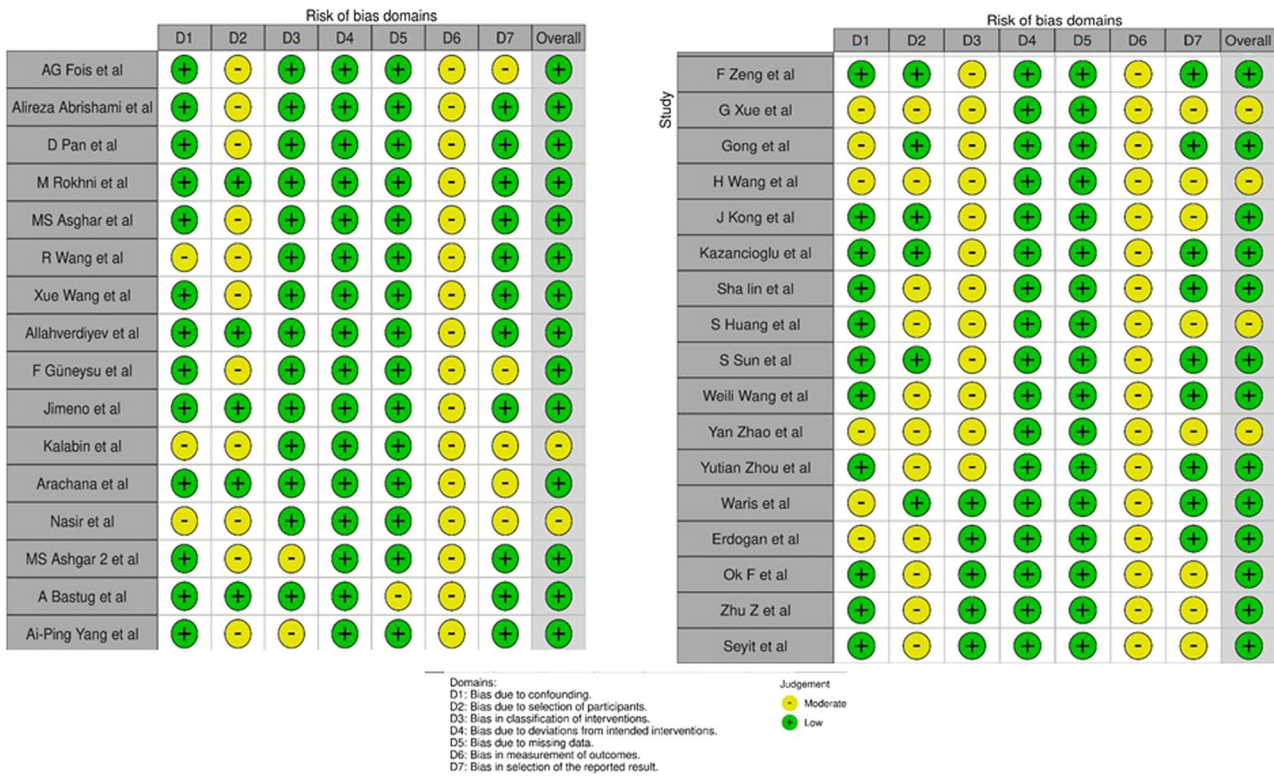 Risk of bias domains
D1 D2 D3 D4 D5 D6 D7 Overall
AG Fois et al + - + + + - - +
Alireza Abrishami et al + - + + + - + +
D Pan et al + - + + + - + +
M Rokhni et al + + + + + - + +
MS Asghar et al + - + + + - + +
R Wang et al - - + + + - + +
Xue Wang et al + - + + + - + +
Allahverdiyev et al + + + + + - + +
F Güneysu et al + - + + + - - +
Jimeno et al + + + + + - + +
Kalabin et al - - + + + - - -
Arachana et al + + + + + - - +
Nasir et al - - + + + - - -
MS Ashgar 2 et al + - - + + - + +
A Bastug et al + + + + - - + +
Ai-Ping Yang et al + - - + + - + +
Risk of bias domains
D1 D2 D3 D4 D5 D6 D7 Overall
Study
F Zeng et al + + - + + - + +
G Xue et al - - - + + - - -
Gong et al - + - + + - + +
H Wang et al - - - + + - - -
J Kong et al + + - + + - - +
Kazancioglu et al + + - + + - + +
Sha lin et al + - - + + - + +
S Huang et al + - - + + - - -
S Sun et al + + - + + - + +
Weili Wang et al + - - + + - + +
Yan Zhao et al - - - + + - - -
Yutian Zhou et al + - - + + - + +
Waris et al - + + + + - + +
Erdogan et al - - + + + - + +
Ok F et al + - + + + - - +
Zhu Z et al + - + + + - - +
Seyit et al + - + + + - - +
Domains:
D1: Bias due to confounding.
D2: Bias due to selection of participants.
D3: Bias in classification of interventions.
D4: Bias due to deviations from intended interventions.
D5: Bias due to missing data.
D6: Bias in measurement of outcomes.
D7: Bias in selection of the reported result.
Judgement
- Moderate
+ Low